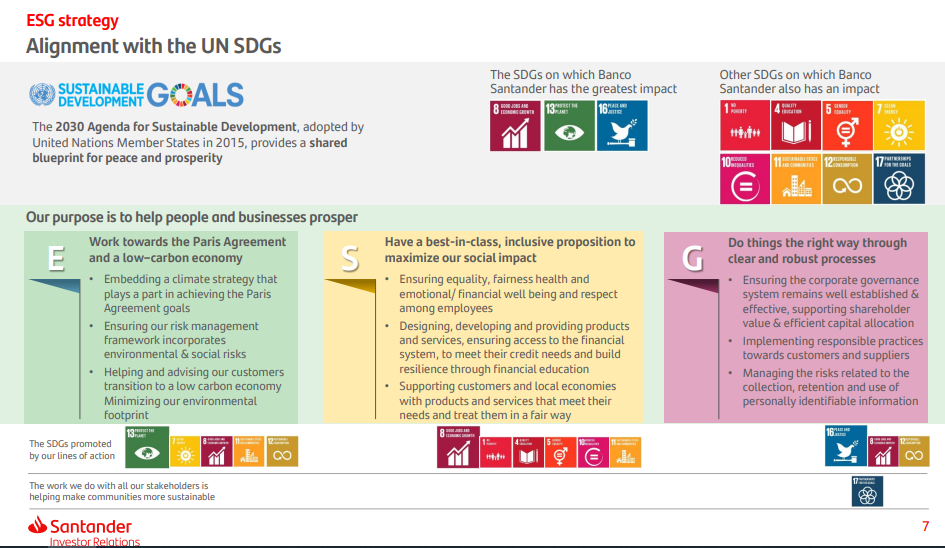 ESG strategy
Alignment with the UN SDGs
SUSTAINABLE
DEVELOPMENT GOALS
The 2030 Agenda for Sustainable Development, adopted by
United Nations Member States in 2015, provides a shared
blueprint for peace and prosperity
The SDGs on which Banco
Santander has the greatest impact
8 GOOD JOBS AND
ECONOMIC GROWTH
13 PROTECT THE
PLANET
16 PEACE AND
JUSTICE
Other SDGs on which Banco
Santander also has an impact
1 NO
POVERTY
4 QUALITY
EDUCATION
5 GENDER
EQUALITY
7 CLEAN
ENERGY
10 REDUCED
INEQUALITIES
11 SUSTAINABLE CITIES
AND COMMUNITIES
12 RESPONSIBLE
CONSUMPTION
17 PARTNERSHIPS
FOR THE GOALS
Our purpose is to help people and businesses prosper
E
Work towards the Paris Agreement
and a low-carbon economy
• Embedding a climate strategy that
plays a part in achieving the Paris
Agreement goals
• Ensuring our risk management
framework incorporates
environmental & social risks
• Helping and advising our customers
transition to a low carbon economy
Minimizing our environmental
footprint
S
Have a best-in-class, inclusive proposition to
maximize our social impact
• Ensuring equality, fairness health and
emotional/ financial well being and respect
among employees
• Designing, developing and providing products
and services, ensuring access to the financial
system, to meet their credit needs and build
resilience through financial education
• Supporting customers and local economies
with products and services that meet their
needs and treat them in a fair way
G
Do things the right way through
clear and robust processes
• Ensuring the corporate governance
system remains well established &
effective, supporting shareholder
value & efficient capital allocation
• Implementing responsible practices
towards customers and suppliers
• Managing the risks related to the
collection, retention and use of
personally identifiable information
The SDGs promoted
by our lines of action
13 PROTECT THE
PLANET
7
8
11
12
8 GOOD JOBS AND
ECONOMIC GROWTH
1
4
5
10
11
16 PEACE AND
JUSTICE
8
12
The work we do with all our stakeholders is
helping make communities more sustainable
17 PARTNERSHIPS
FOR THE GOALS
Santander
Investor Relations
7